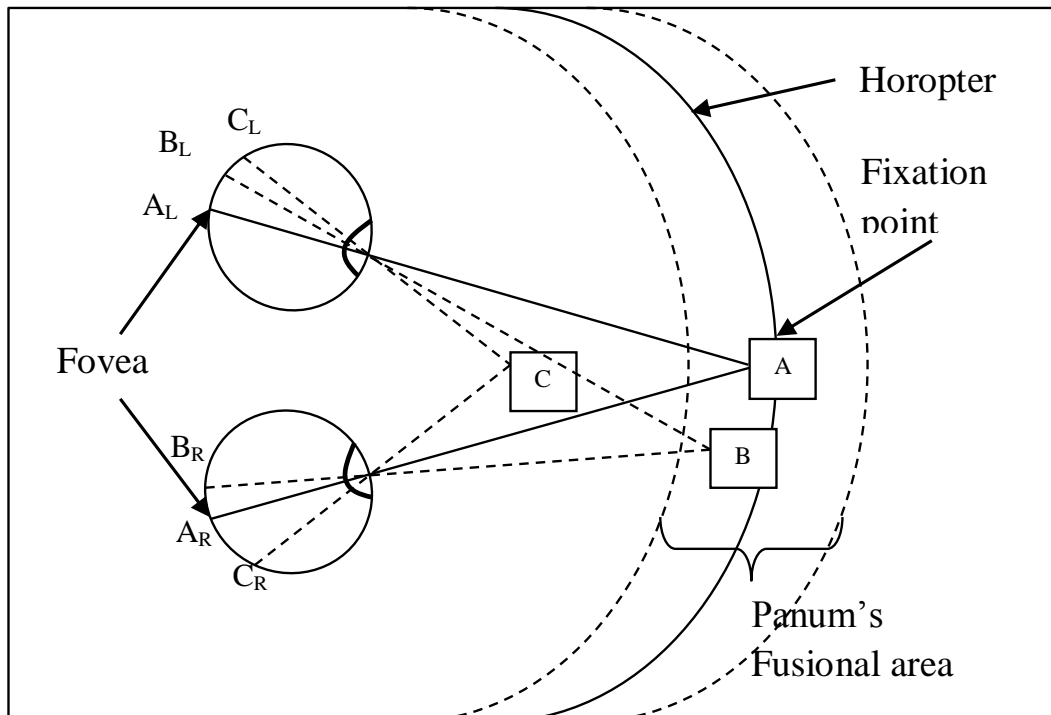 Horopter
Fixation
point
C_L
B_L
A_L
Fovea
C
A
B
B_R
A_R
C_R
Panum’s
Fusional area